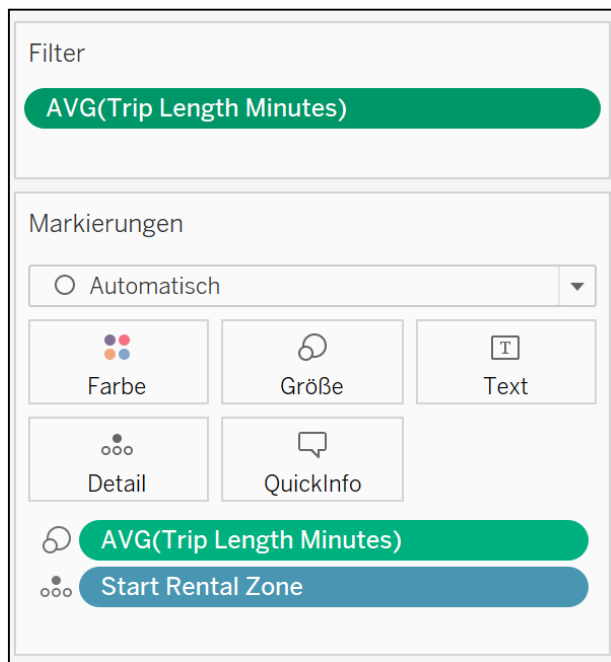 Filter
AVG(Trip Length Minutes)
Markierungen
Automatisch
Farbe
Größe
T
Text
Detail
QuickInfo
AVG(Trip Length Minutes)
Start Rental Zone